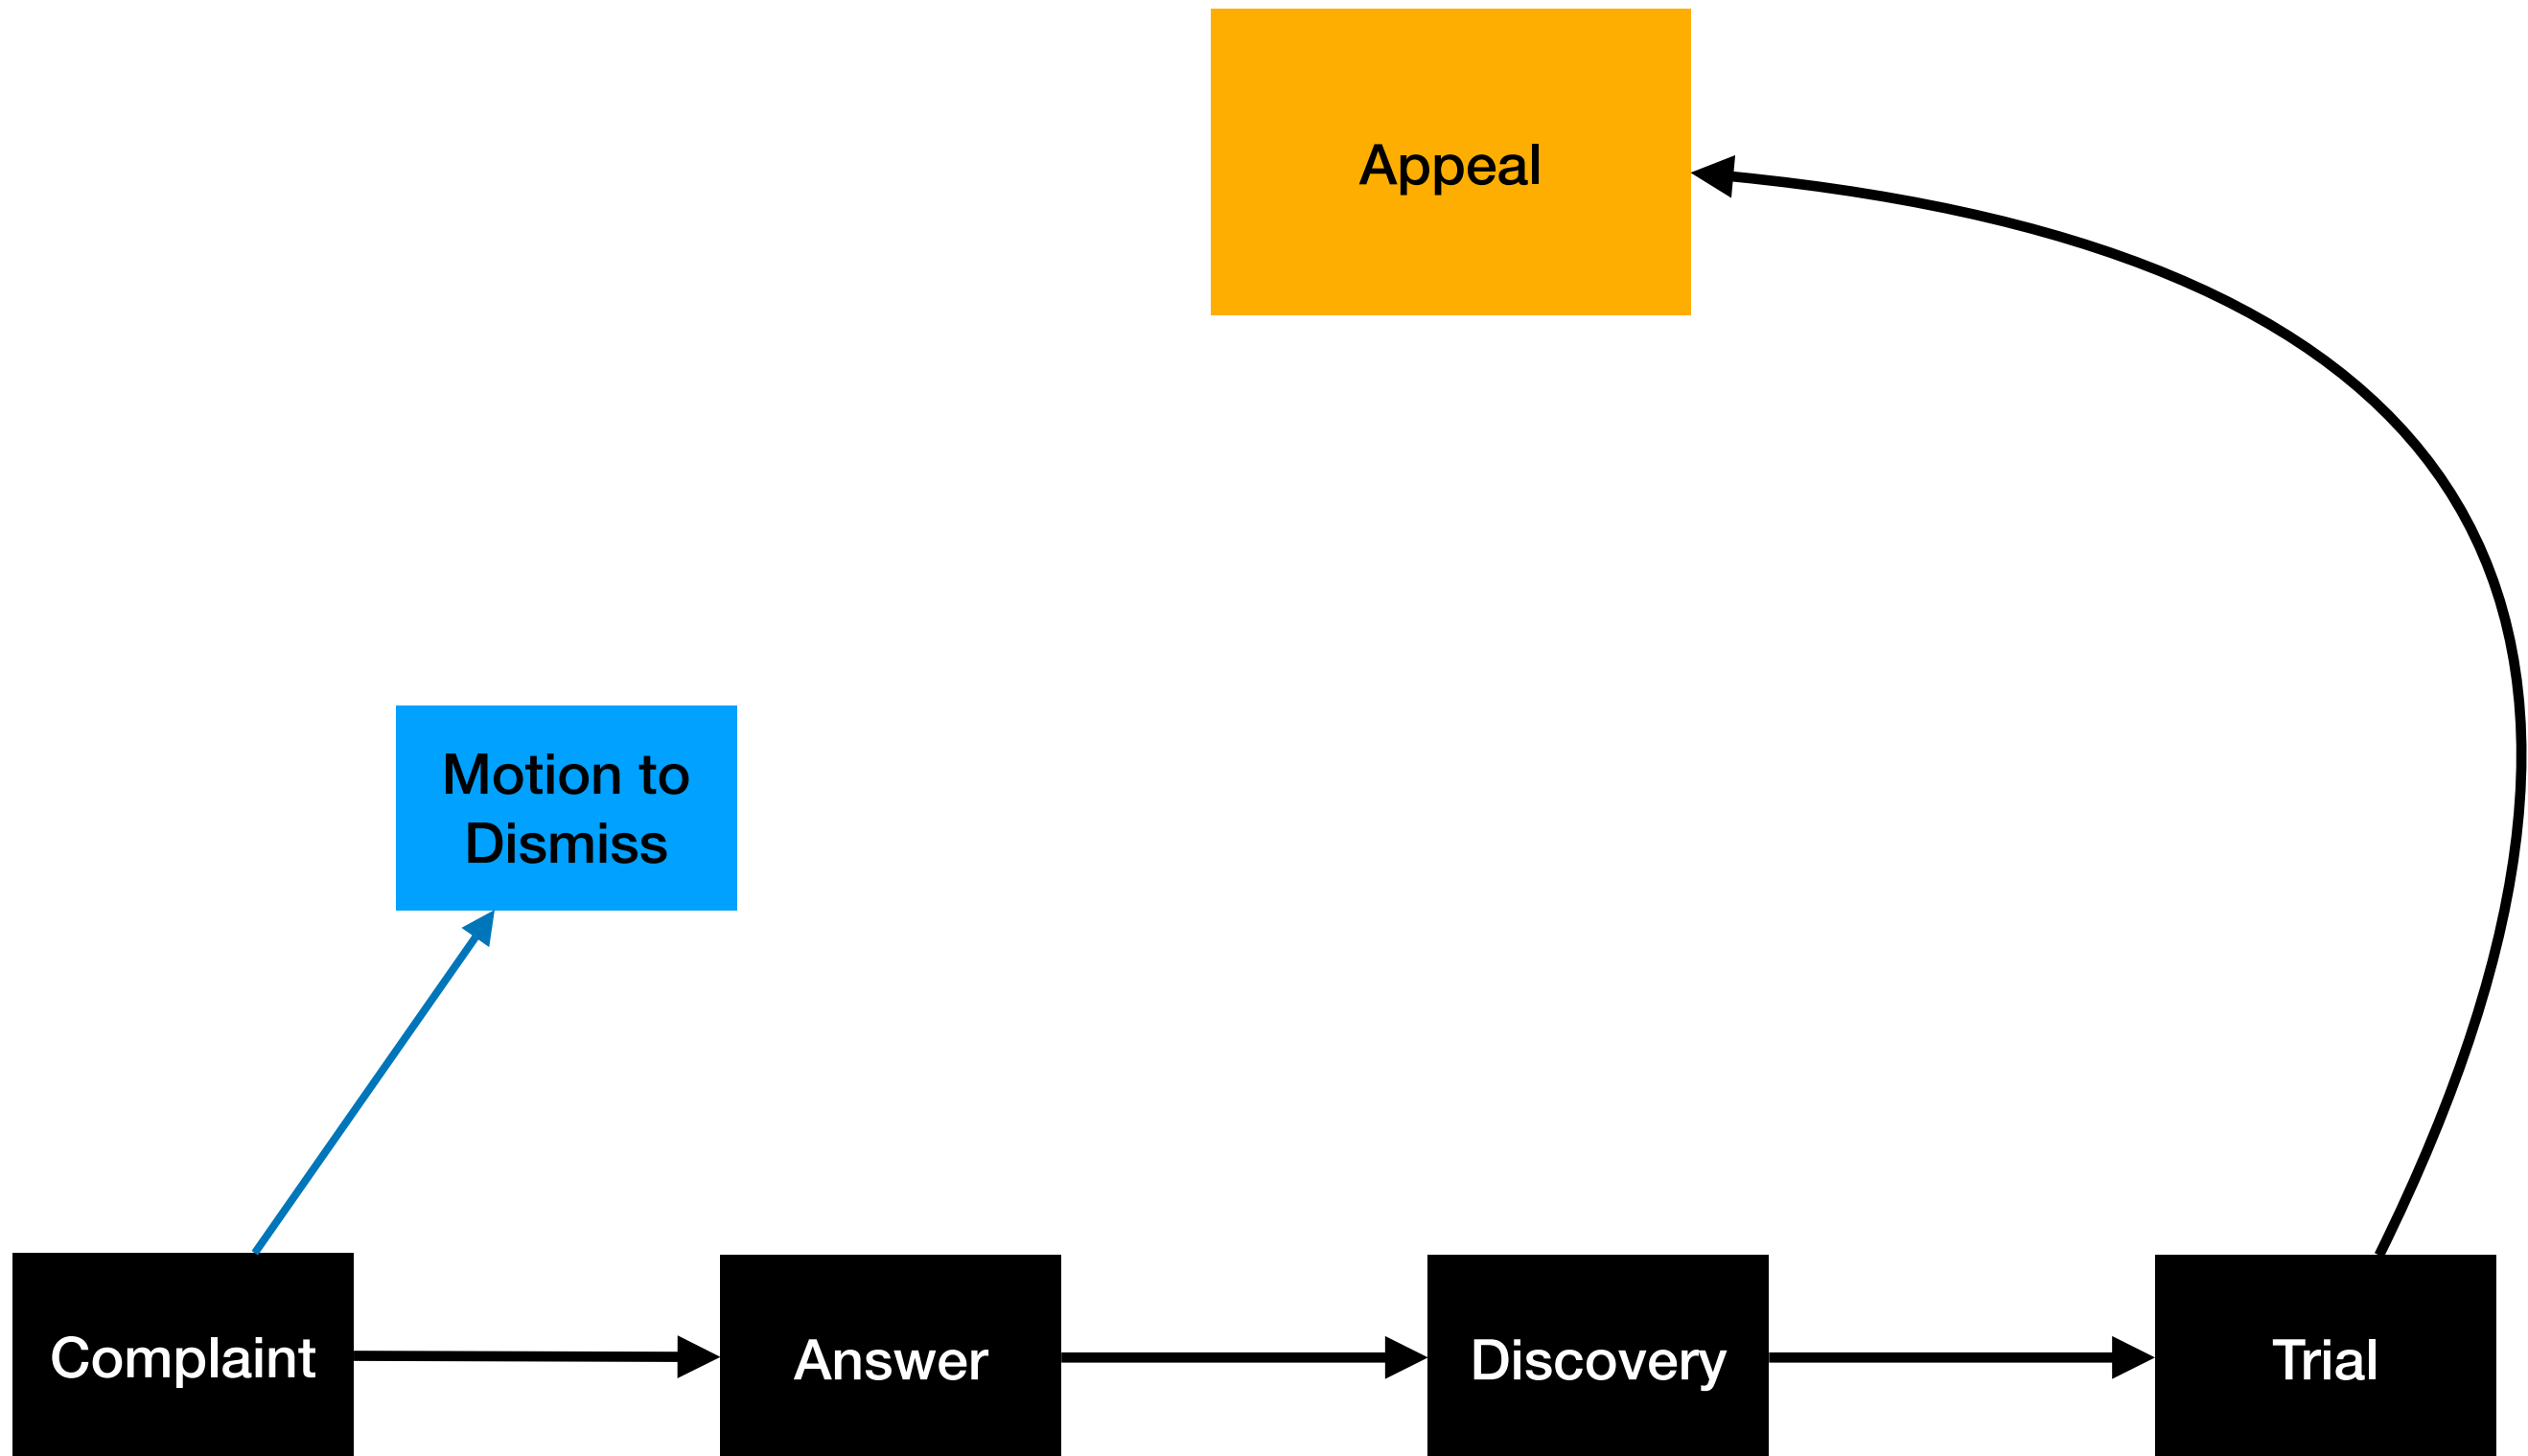 Appeal
Motion to
Dismiss
Complaint
Answer
Discovery
Trial